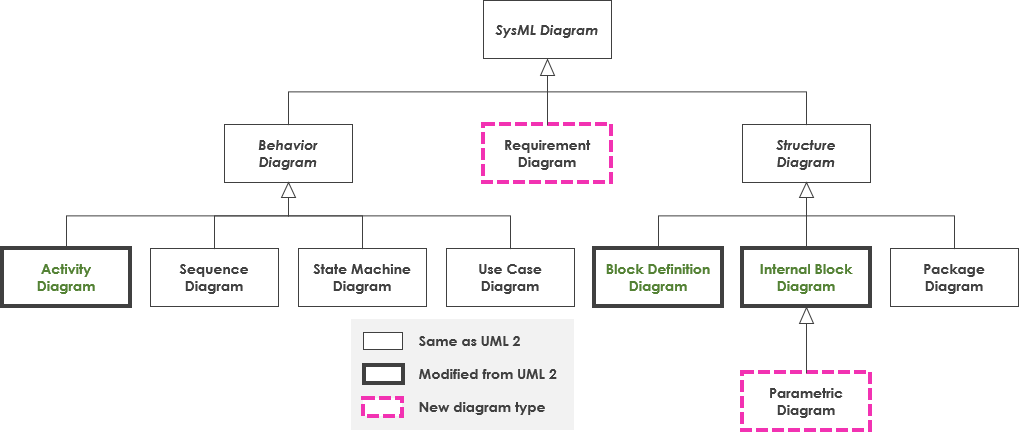 SysML Diagram
Behavior
Diagram
Requirement
Diagram
Structure
Diagram
Activity
Diagram
Sequence
Diagram
State Machine
Diagram
Use Case
Diagram
Block Definition
Diagram
Internal Block
Diagram
Package
Diagram
Same as UML 2
Modified from UML 2
New diagram type
Parametric
Diagram